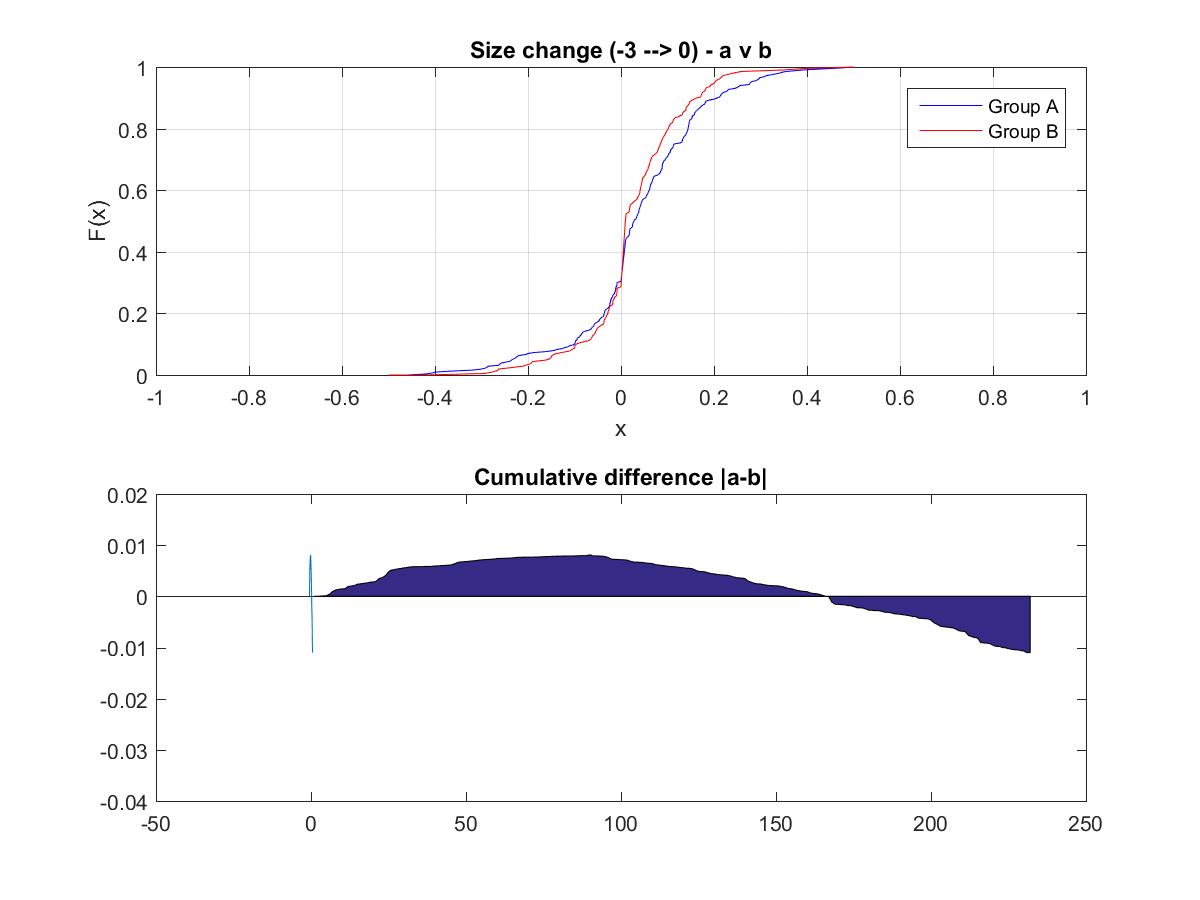 Size change (-3 --> 0) - a v b
1
0.8
0.6
0.4
0.2
0
F(x)
Group A
Group B
-1 -0.8 -0.6 -0.4 -0.2 0 0.2 0.4 0.6 0.8 1
x
Cumulative difference |a-b|
0.02
0.01
0
-0.01
-0.02
-0.03
-0.04
-50 0 50 100 150 200 250